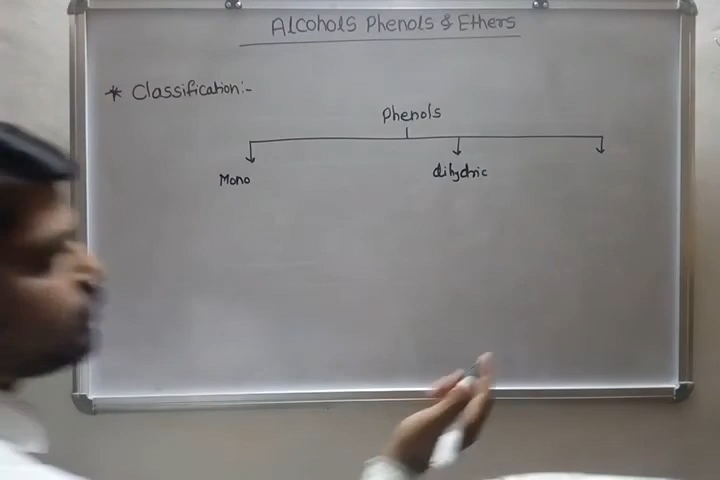 Alcohols Phenols & Ethers
* Classification:-
Phenols
Mono
dihydric